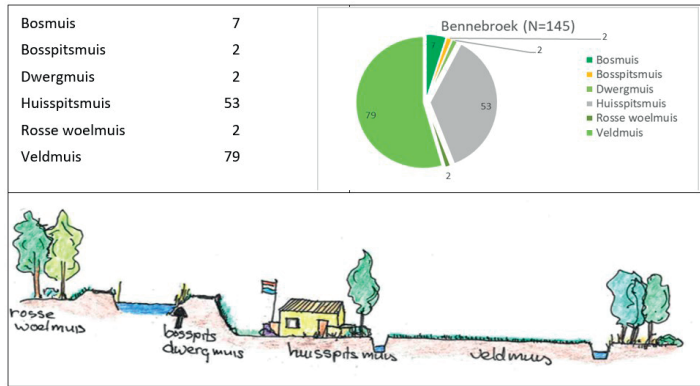 Bosmuis 7
Bosspitsmuis 2
Dwergmuis 2
Huisspitsmuis 53
Rosse woelmuis 2
Veldmuis 79
Bennebroek (N=145)
7
2
2
53
2
79
Bosmuis
Bosspitsmuis
Dwergmuis
Huisspitsmuis
Rosse woelmuis
Veldmuis
rosse
woelmuis
bosspits
dwergmuis
huisspitsmuis
veldmuis